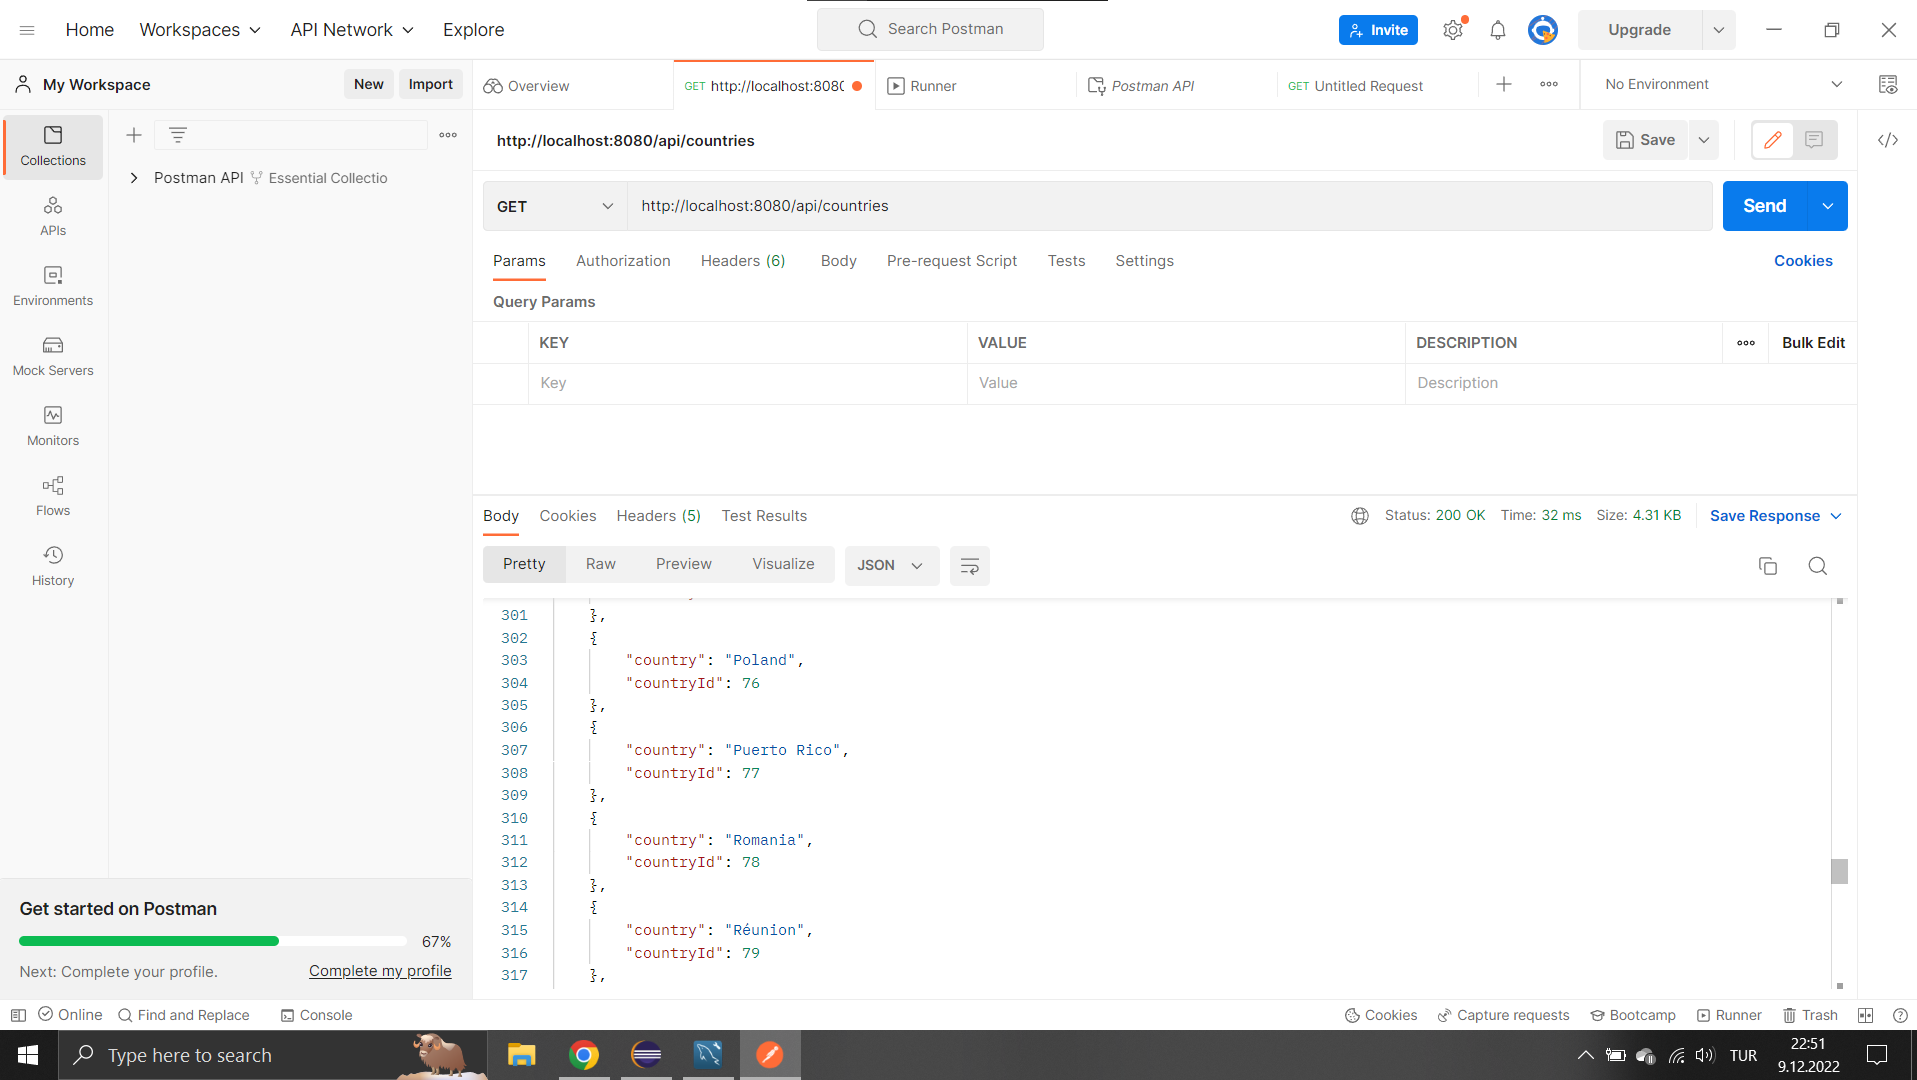 Home Workspaces API Network Explore Search Postman Invite Upgrade
My Workspace New Import Overview GET http://localhost:8080 Runner Postman API GET Untitled Request No Environment
Collections
Postman API Essential Collectio
APIs
Environments
Mock Servers
Monitors
Flows
History
http://localhost:8080/api/countries Save
GET http://localhost:8080/api/countries Send
Params Authorization Headers (6) Body Pre-request Script Tests Settings Cookies
Query Params
KEY VALUE DESCRIPTION Bulk Edit
Key Value Description
Body Cookies Headers (5) Test Results Status: 200 OK Time: 32 ms Size: 4.31 KB Save Response
Pretty Raw Preview Visualize JSON
301 },
302 {
303 "country": "Poland",
304 "countryId": 76
305 },
306 {
307 "country": "Puerto Rico",
308 "countryId": 77
309 },
310 {
311 "country": "Romania",
312 "countryId": 78
313 },
314 {
315 "country": "Réunion",
316 "countryId": 79
317 },
Get started on Postman
67%
Next: Complete your profile. Complete my profile
Online Find and Replace Console Cookies Capture requests Bootcamp Runner Trash
Type here to search TUR 22:51
9.12.2022